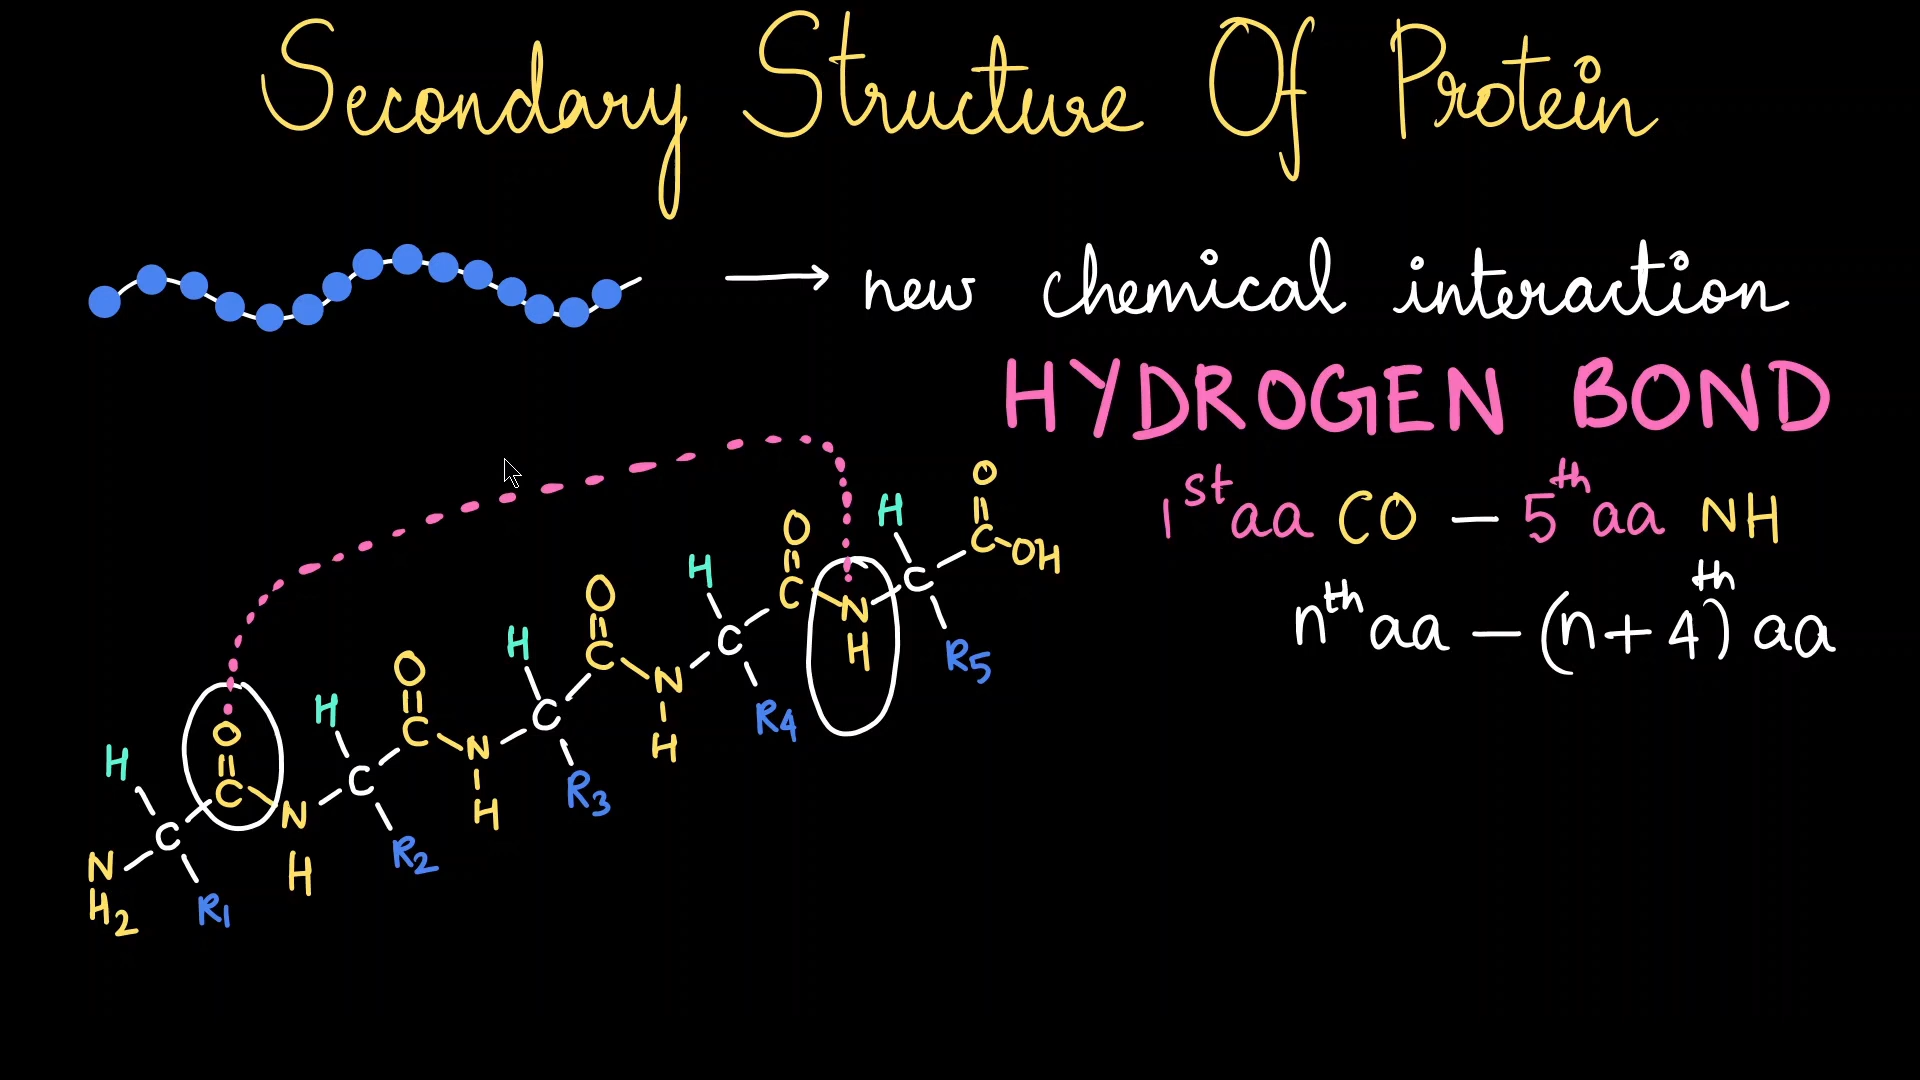 Secondary Structure Of Protein
new chemical interaction
HYDROGEN BOND
1st aa CO — 5th aa NH
nth aa — (n+4)th aa
O
H C OH
O C
H C N H R5
O C
H C N H R4
O C
H C N H R3
O C
H C N H R2
C
N H2 R1